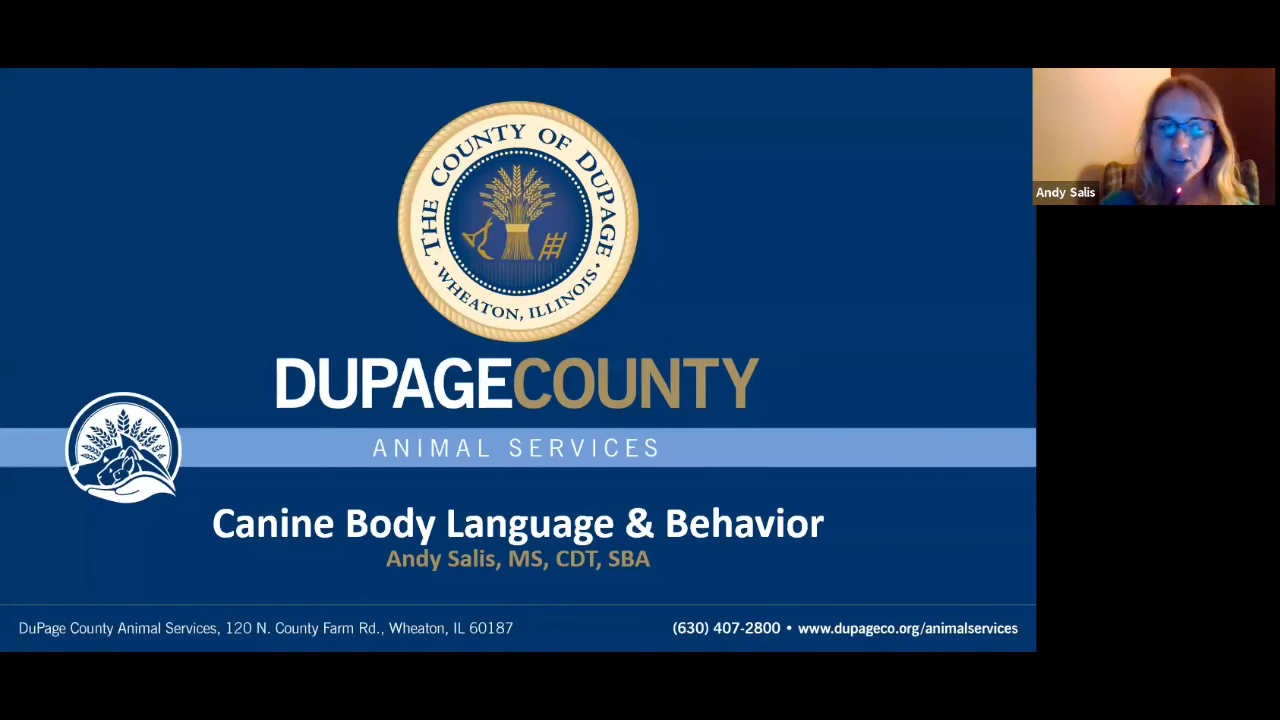 THE COUNTY OF DUPAGE
• WHEATON, ILLINOIS •
DUPAGECOUNTY
ANIMAL SERVICES
Canine Body Language & Behavior
Andy Salis, MS, CDT, SBA
DuPage County Animal Services, 120 N. County Farm Rd., Wheaton, IL 60187
(630) 407-2800 • www.dupageco.org/animalservices
Andy Salis